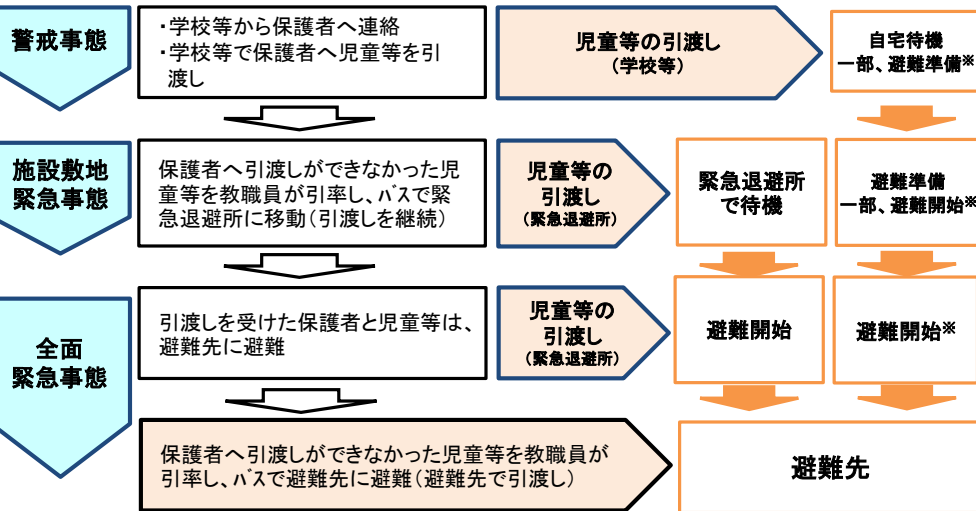 警戒事態
・学校等から保護者へ連絡
・学校等で保護者へ児童等を引
渡し
児童等の引渡し
(学校等)
自宅待機
一部、避難準備※
施設敷地
緊急事態
保護者へ引渡しができなかった児
童等を教職員が引率し、バスで緊
急退避所に移動(引渡しを継続)
児童等の
引渡し
(緊急退避所)
緊急退避所
で待機
避難準備
一部、避難開始※
全面
緊急事態
引渡しを受けた保護者と児童等は、
避難先に避難
児童等の
引渡し
(緊急退避所)
避難開始
避難開始※
保護者へ引渡しができなかった児童等を教職員が
引率し、バスで避難先に避難(避難先で引渡し)
避難先